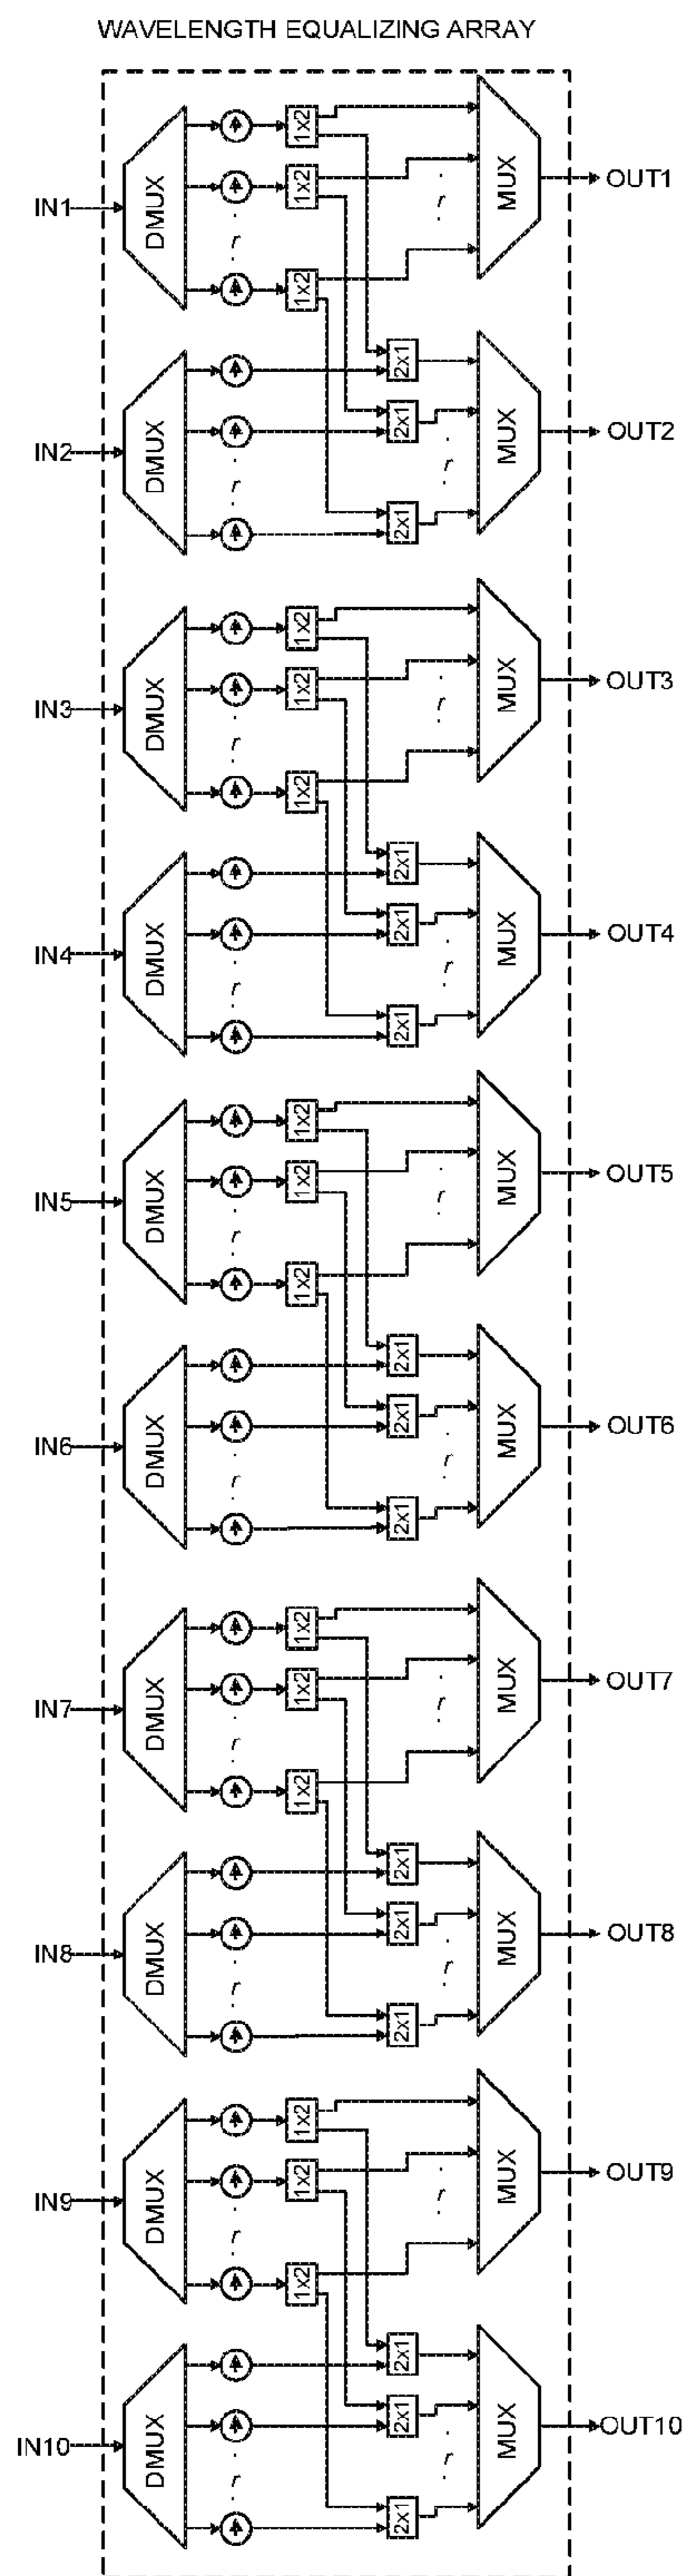 WAVELENGTH EQUALIZING ARRAY
IN1
DMUX
r
1x2
1x2
1x2
r
MUX
OUT1
IN2
DMUX
r
2x1
2x1
2x1
r
MUX
OUT2
IN3
DMUX
r
1x2
1x2
1x2
r
MUX
OUT3
IN4
DMUX
r
2x1
2x1
2x1
r
MUX
OUT4
IN5
DMUX
r
1x2
1x2
1x2
r
MUX
OUT5
IN6
DMUX
r
2x1
2x1
2x1
r
MUX
OUT6
IN7
DMUX
r
1x2
1x2
1x2
r
MUX
OUT7
IN8
DMUX
r
2x1
2x1
2x1
r
MUX
OUT8
IN9
DMUX
r
1x2
1x2
1x2
r
MUX
OUT9
IN10
DMUX
r
2x1
2x1
2x1
r
MUX
OUT10